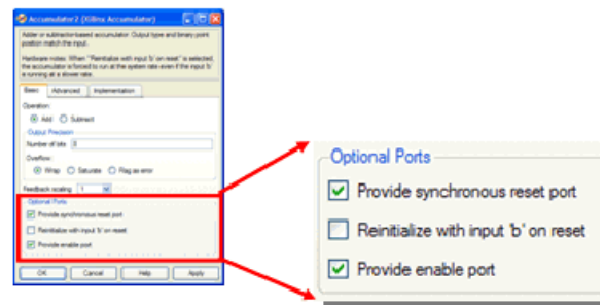 Accumulator2 (Xilinx Accumulator)
Adder or subtractor-based accumulator. Output type and binary point
position match the input.
Hardware notes: When "Reinitialize with input 'b' on reset" is selected,
the accumulator is forced to run at the system rate even if the input 'b'
is running at a slower rate.
Basic Advanced Implementation
Operation:
Add Subtract
Output Precision
Number of bits
Overflow:
Wrap Saturate Flag as error
Feedback scaling 1
Optional Ports
Provide synchronous reset port
Reinitialize with input 'b' on reset
Provide enable port
OK Cancel Help Apply
Optional Ports
Provide synchronous reset port
Reinitialize with input 'b' on reset
Provide enable port